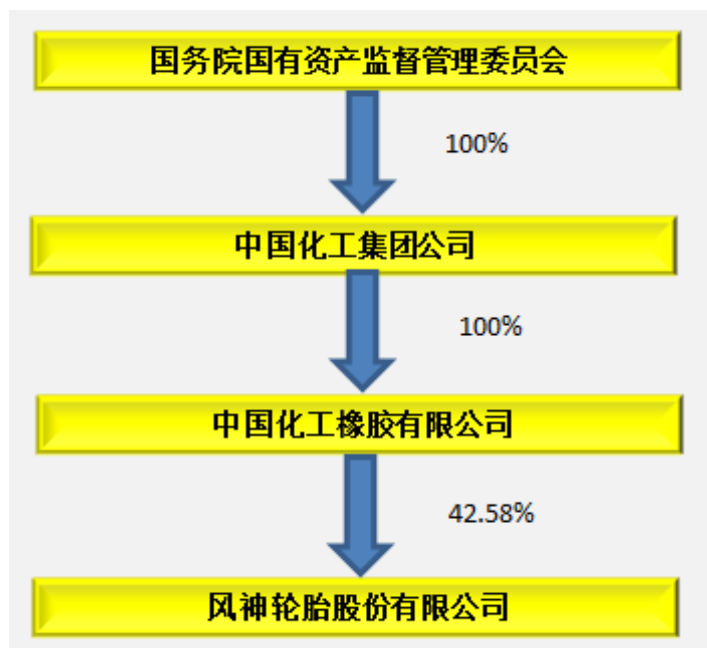 国务院国有资产监督管理委员会
100%
中国化工集团公司
100%
中国化工橡胶有限公司
42.58%
风神轮胎股份有限公司